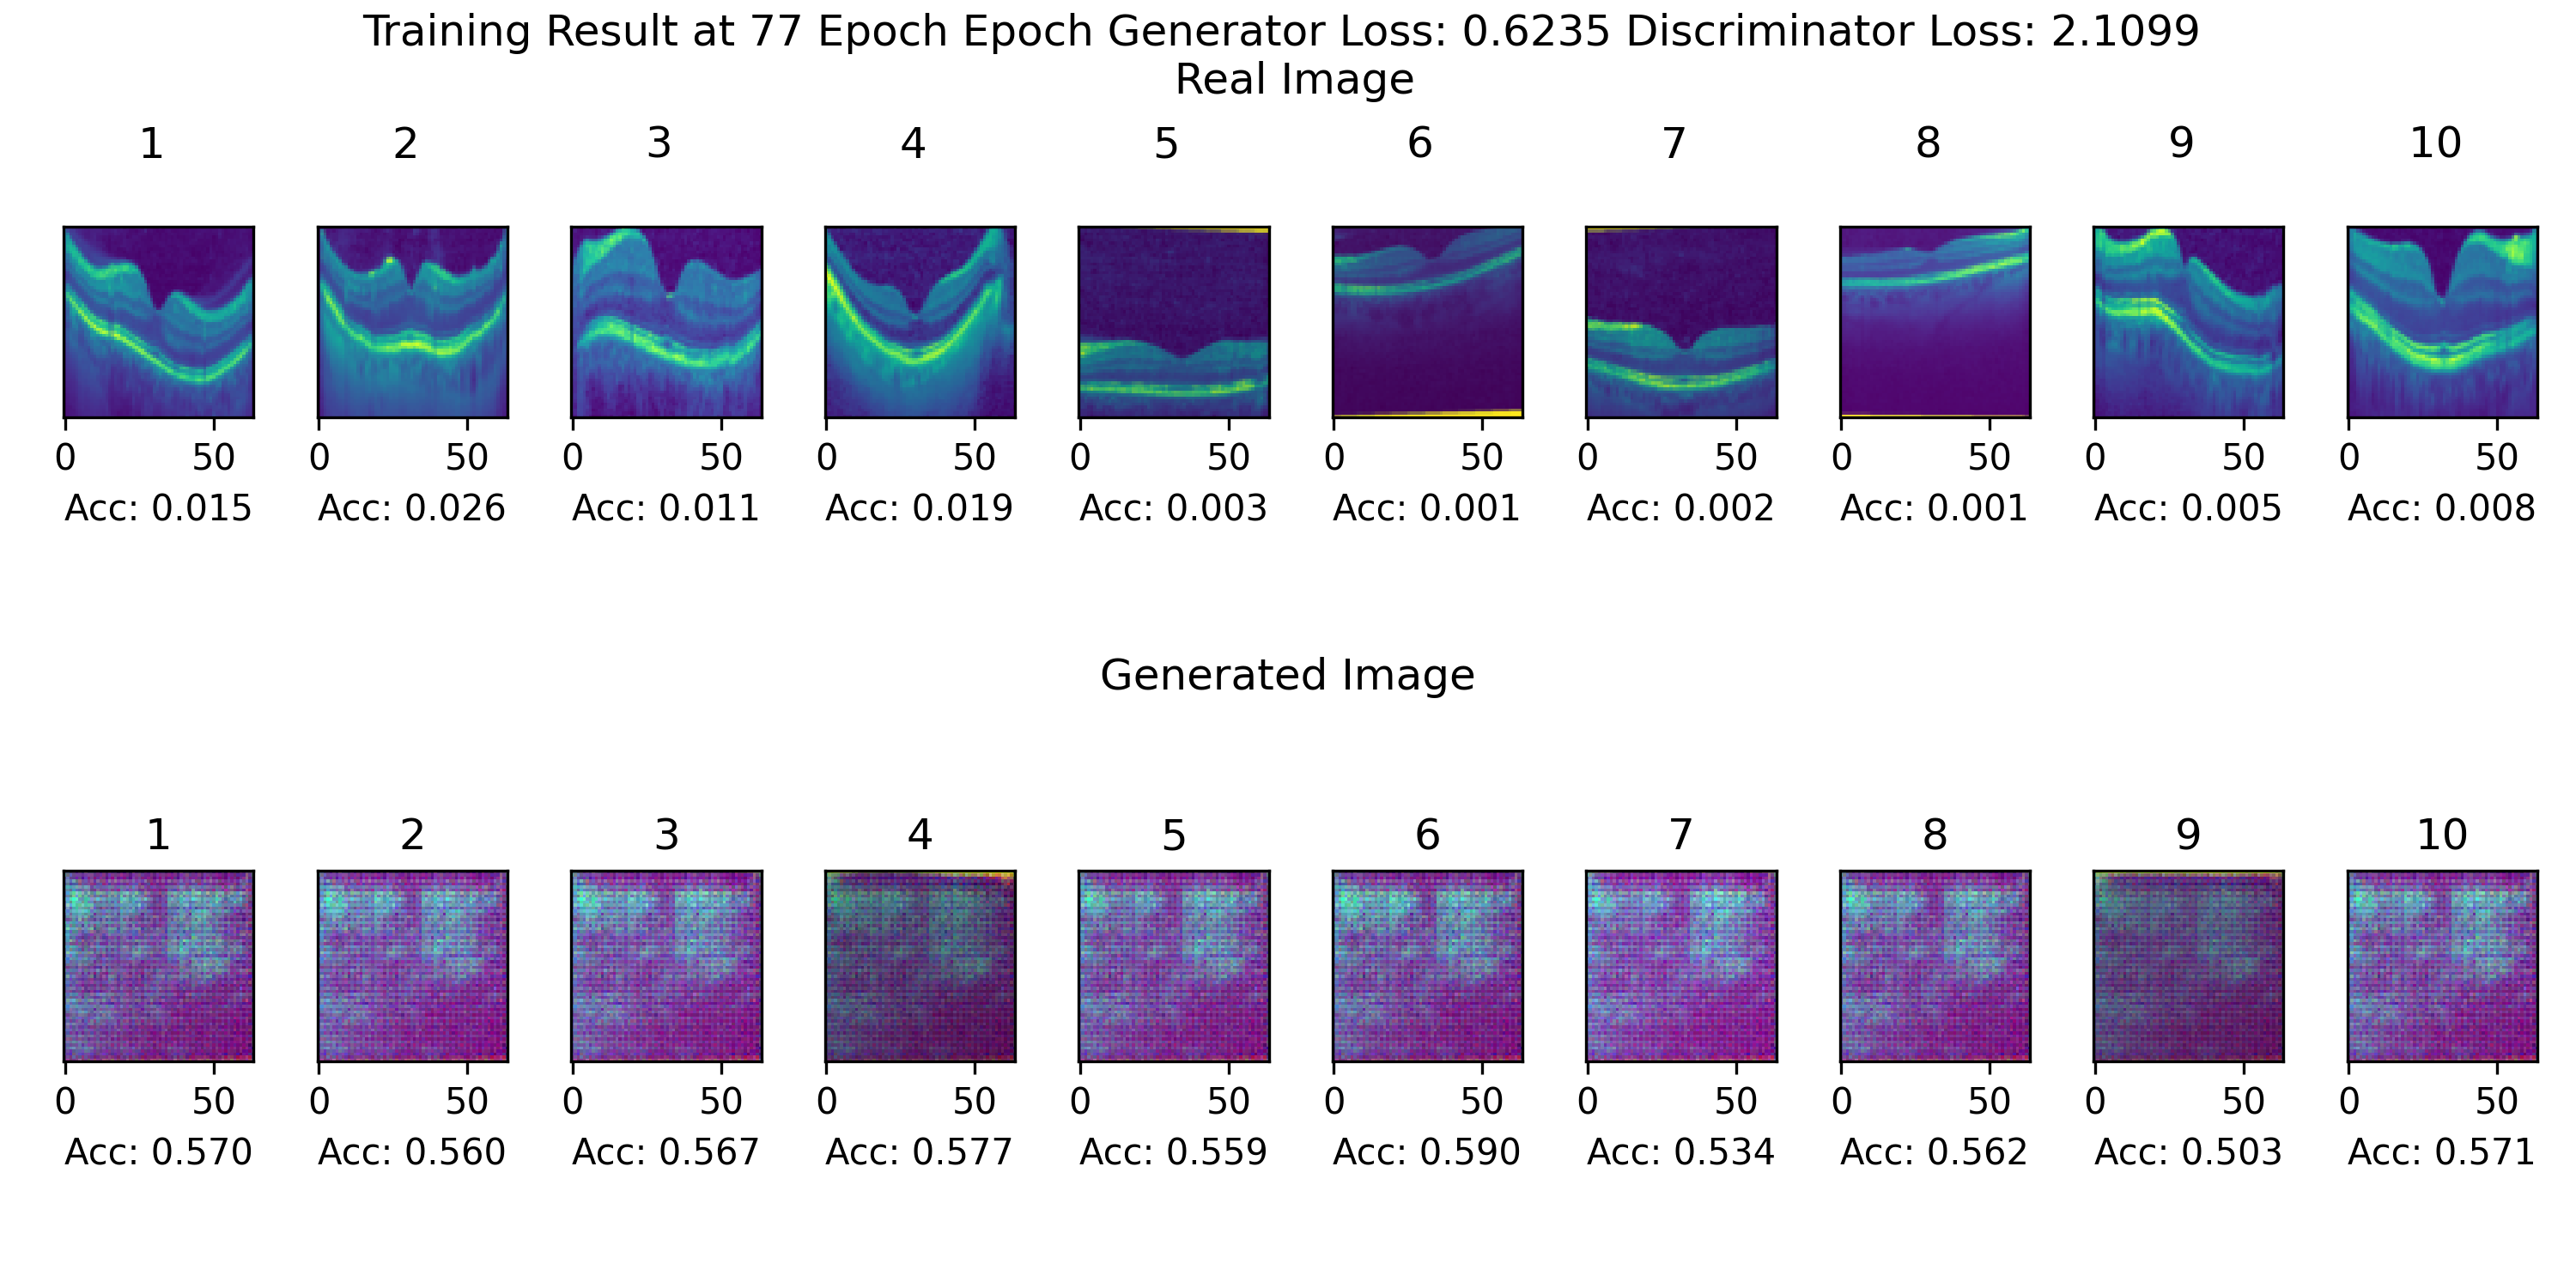 Training Result at 77 Epoch Epoch Generator Loss: 0.6235 Discriminator Loss: 2.1099
Real Image
1 2 3 4 5 6 7 8 9 10
0 50 0 50 0 50 0 50 0 50 0 50 0 50 0 50 0 50 0 50
Acc: 0.015 Acc: 0.026 Acc: 0.011 Acc: 0.019 Acc: 0.003 Acc: 0.001 Acc: 0.002 Acc: 0.001 Acc: 0.005 Acc: 0.008
Generated Image
1 2 3 4 5 6 7 8 9 10
0 50 0 50 0 50 0 50 0 50 0 50 0 50 0 50 0 50 0 50
Acc: 0.570 Acc: 0.560 Acc: 0.567 Acc: 0.577 Acc: 0.559 Acc: 0.590 Acc: 0.534 Acc: 0.562 Acc: 0.503 Acc: 0.571